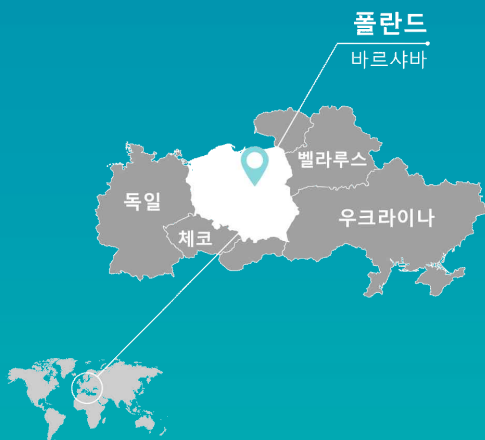 폴란드
바르샤바
벨라루스
독일
우크라이나
체코